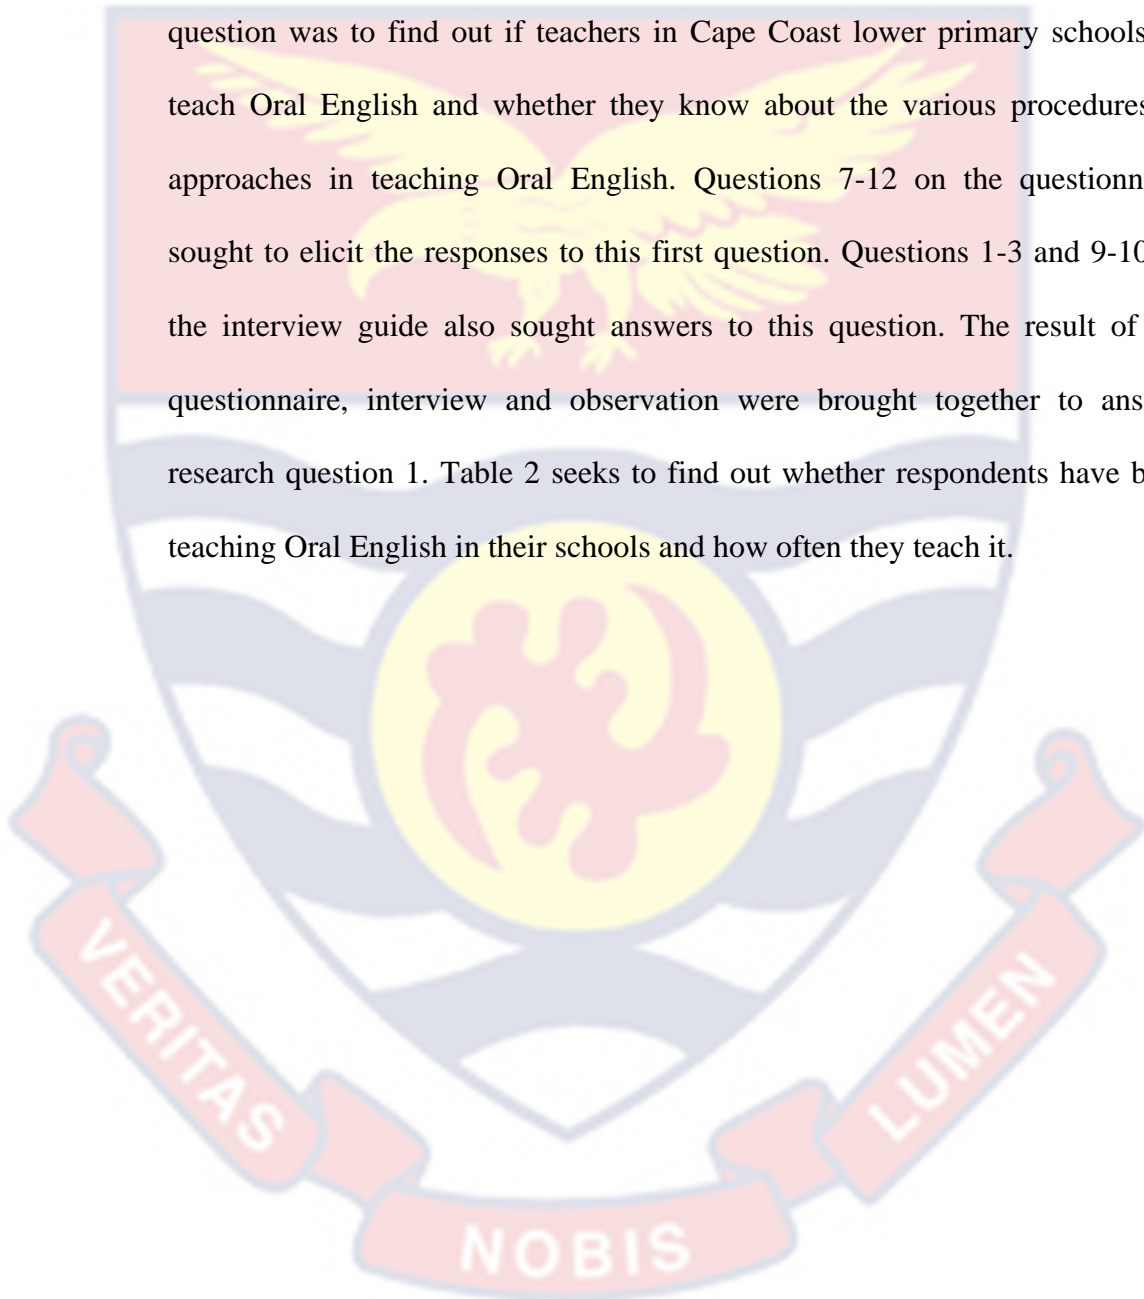 question was to find out if teachers in Cape Coast lower primary schools
teach Oral English and whether they know about the various procedures
approaches in teaching Oral English. Questions 7-12 on the questionn
sought to elicit the responses to this first question. Questions 1-3 and 9-10
the interview guide also sought answers to this question. The result of
questionnaire, interview and observation were brought together to ans
research question 1. Table 2 seeks to find out whether respondents have b
teaching Oral English in their schools and how often they teach it.
VERITAS
NOBIS
LUMEN